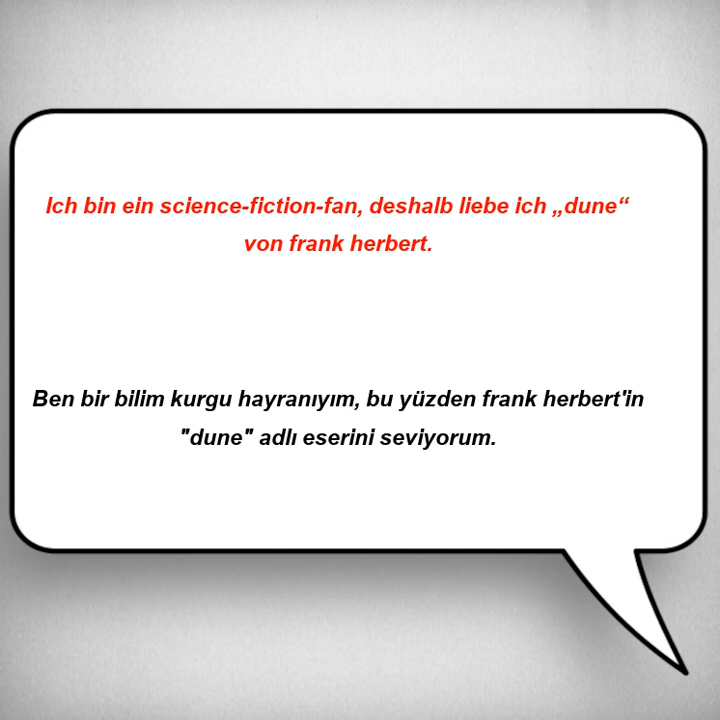 Ich bin ein science-fiction-fan, deshalb liebe ich „dune“
von frank herbert.
Ben bir bilim kurgu hayranıyım, bu yüzden frank herbert'in
"dune" adlı eserini seviyorum.